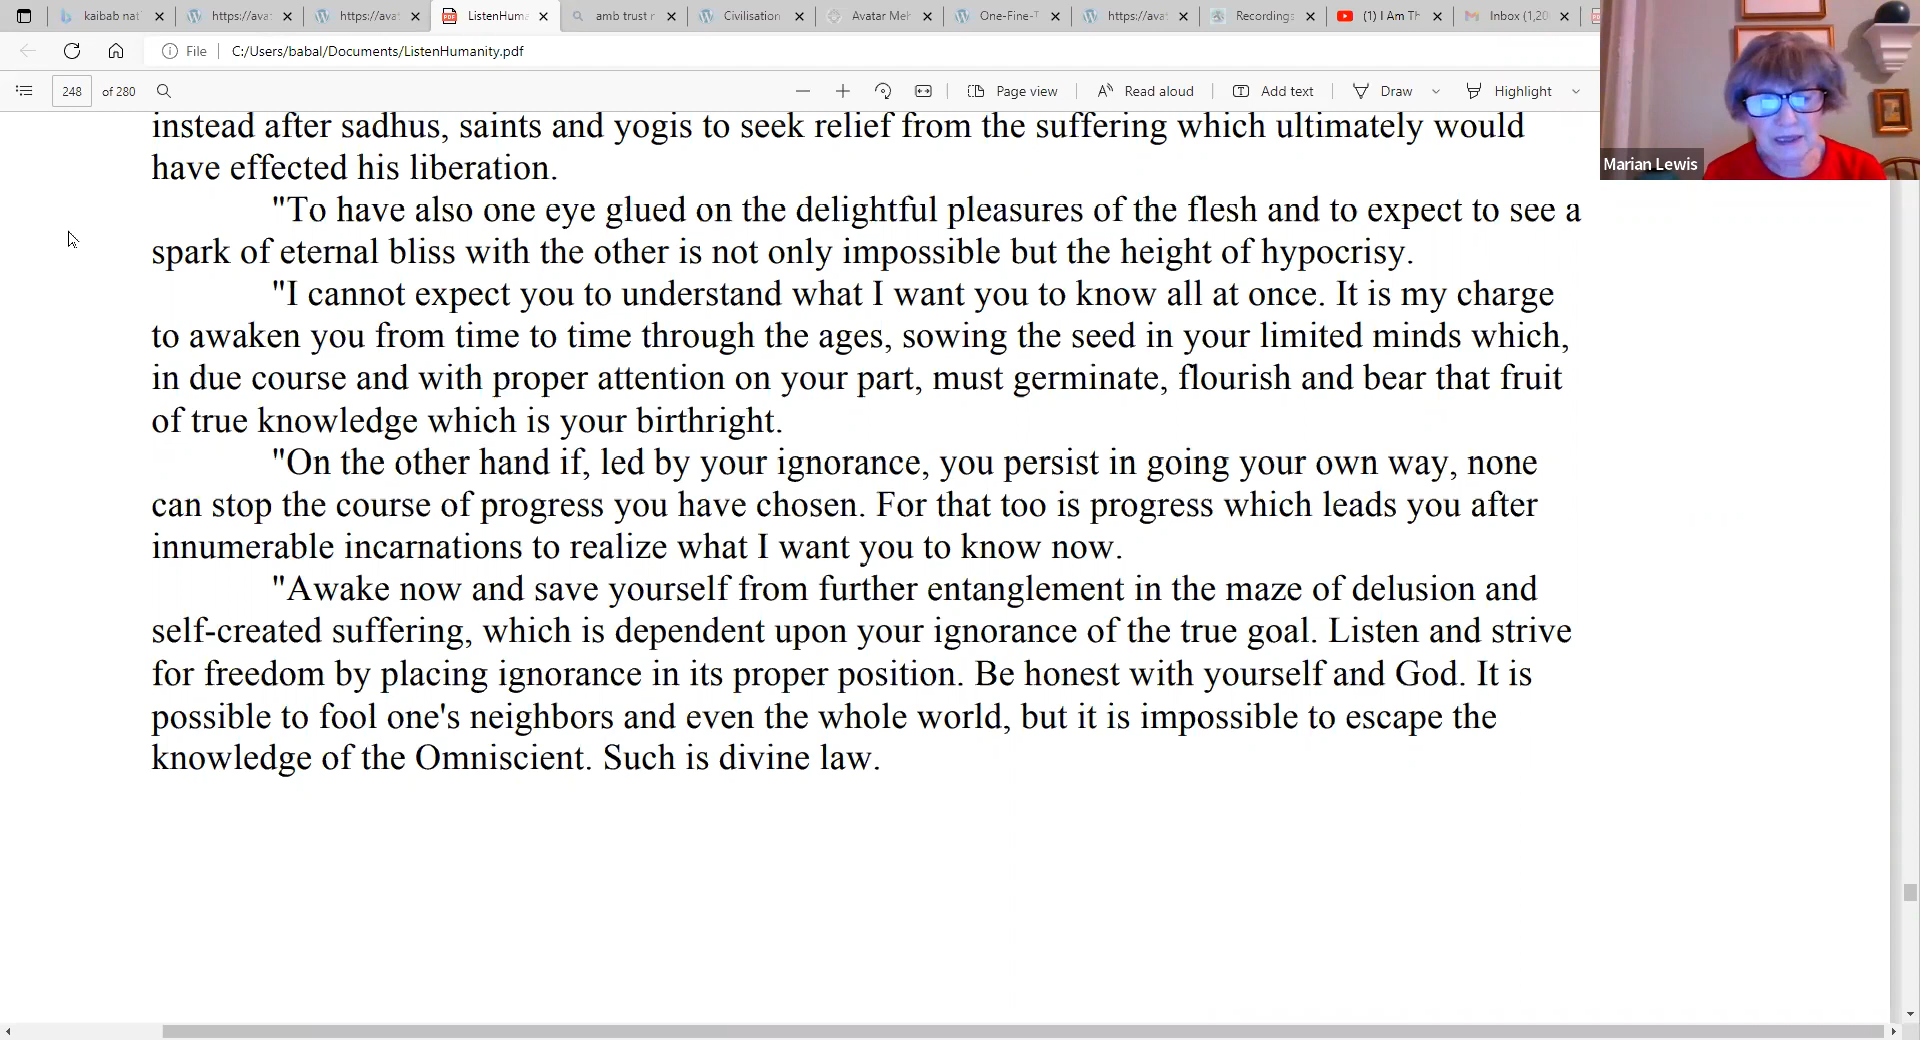 kaibab nat https://ava https://ava ListenHum amb trust r Civilisation Avatar Meh One-Fine-T https://ava Recordings (1) I Am Th Inbox (1,20
File C:/Users/babal/Documents/ListenHumanity.pdf
248 of 280 Page view Read aloud Add text Draw Highlight
Marian Lewis
instead after sadhus, saints and yogis to seek relief from the suffering which ultimately would
have effected his liberation.
"To have also one eye glued on the delightful pleasures of the flesh and to expect to see a
spark of eternal bliss with the other is not only impossible but the height of hypocrisy.
"I cannot expect you to understand what I want you to know all at once. It is my charge
to awaken you from time to time through the ages, sowing the seed in your limited minds which,
in due course and with proper attention on your part, must germinate, flourish and bear that fruit
of true knowledge which is your birthright.
"On the other hand if, led by your ignorance, you persist in going your own way, none
can stop the course of progress you have chosen. For that too is progress which leads you after
innumerable incarnations to realize what I want you to know now.
"Awake now and save yourself from further entanglement in the maze of delusion and
self-created suffering, which is dependent upon your ignorance of the true goal. Listen and strive
for freedom by placing ignorance in its proper position. Be honest with yourself and God. It is
possible to fool one's neighbors and even the whole world, but it is impossible to escape the
knowledge of the Omniscient. Such is divine law.